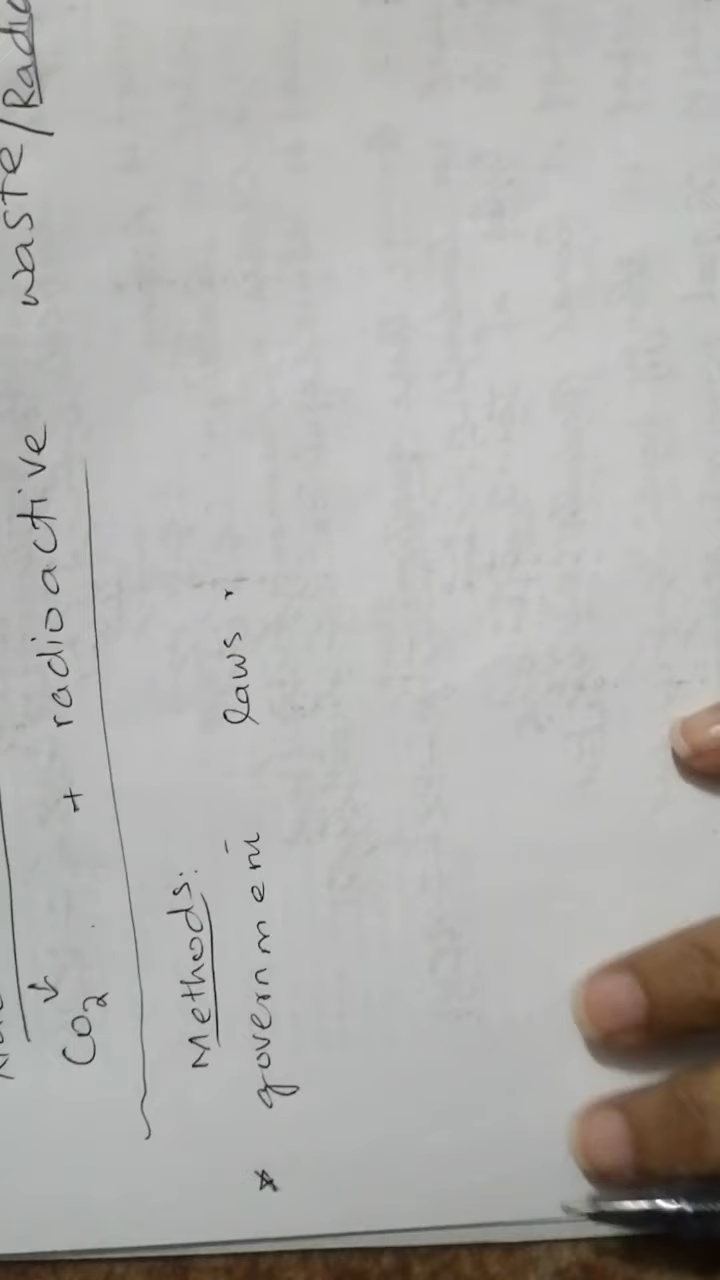 CO₂ + radioactive waste/Radio
Methods:
* government laws.